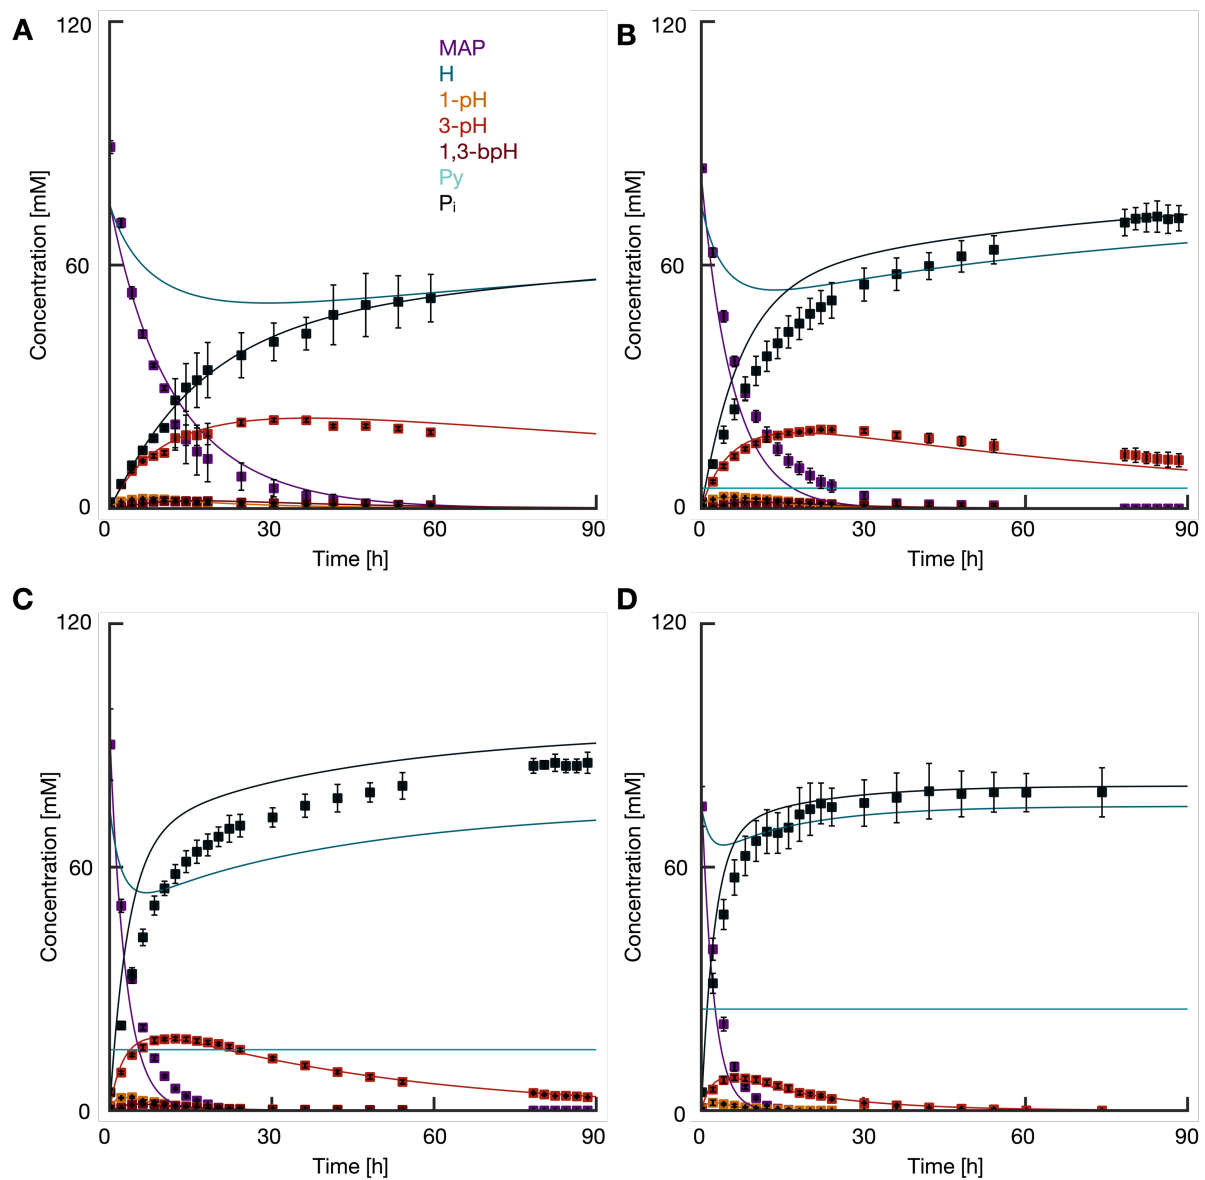 A
120
60
0
Concentration [mM]
MAP
H
1-pH
3-pH
1,3-bpH
Py
Pi
0 30 60 90
Time [h]
B
120
60
0
Concentration [mM]
0 30 60 90
Time [h]
C
120
60
0
Concentration [mM]
0 30 60 90
Time [h]
D
120
60
0
Concentration [mM]
0 30 60 90
Time [h]